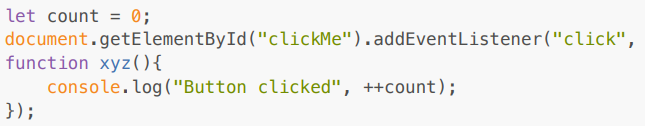 let count = 0;
document.getElementById("clickMe").addEventListener("click",
function xyz(){
    console.log("Button clicked", ++count);
});